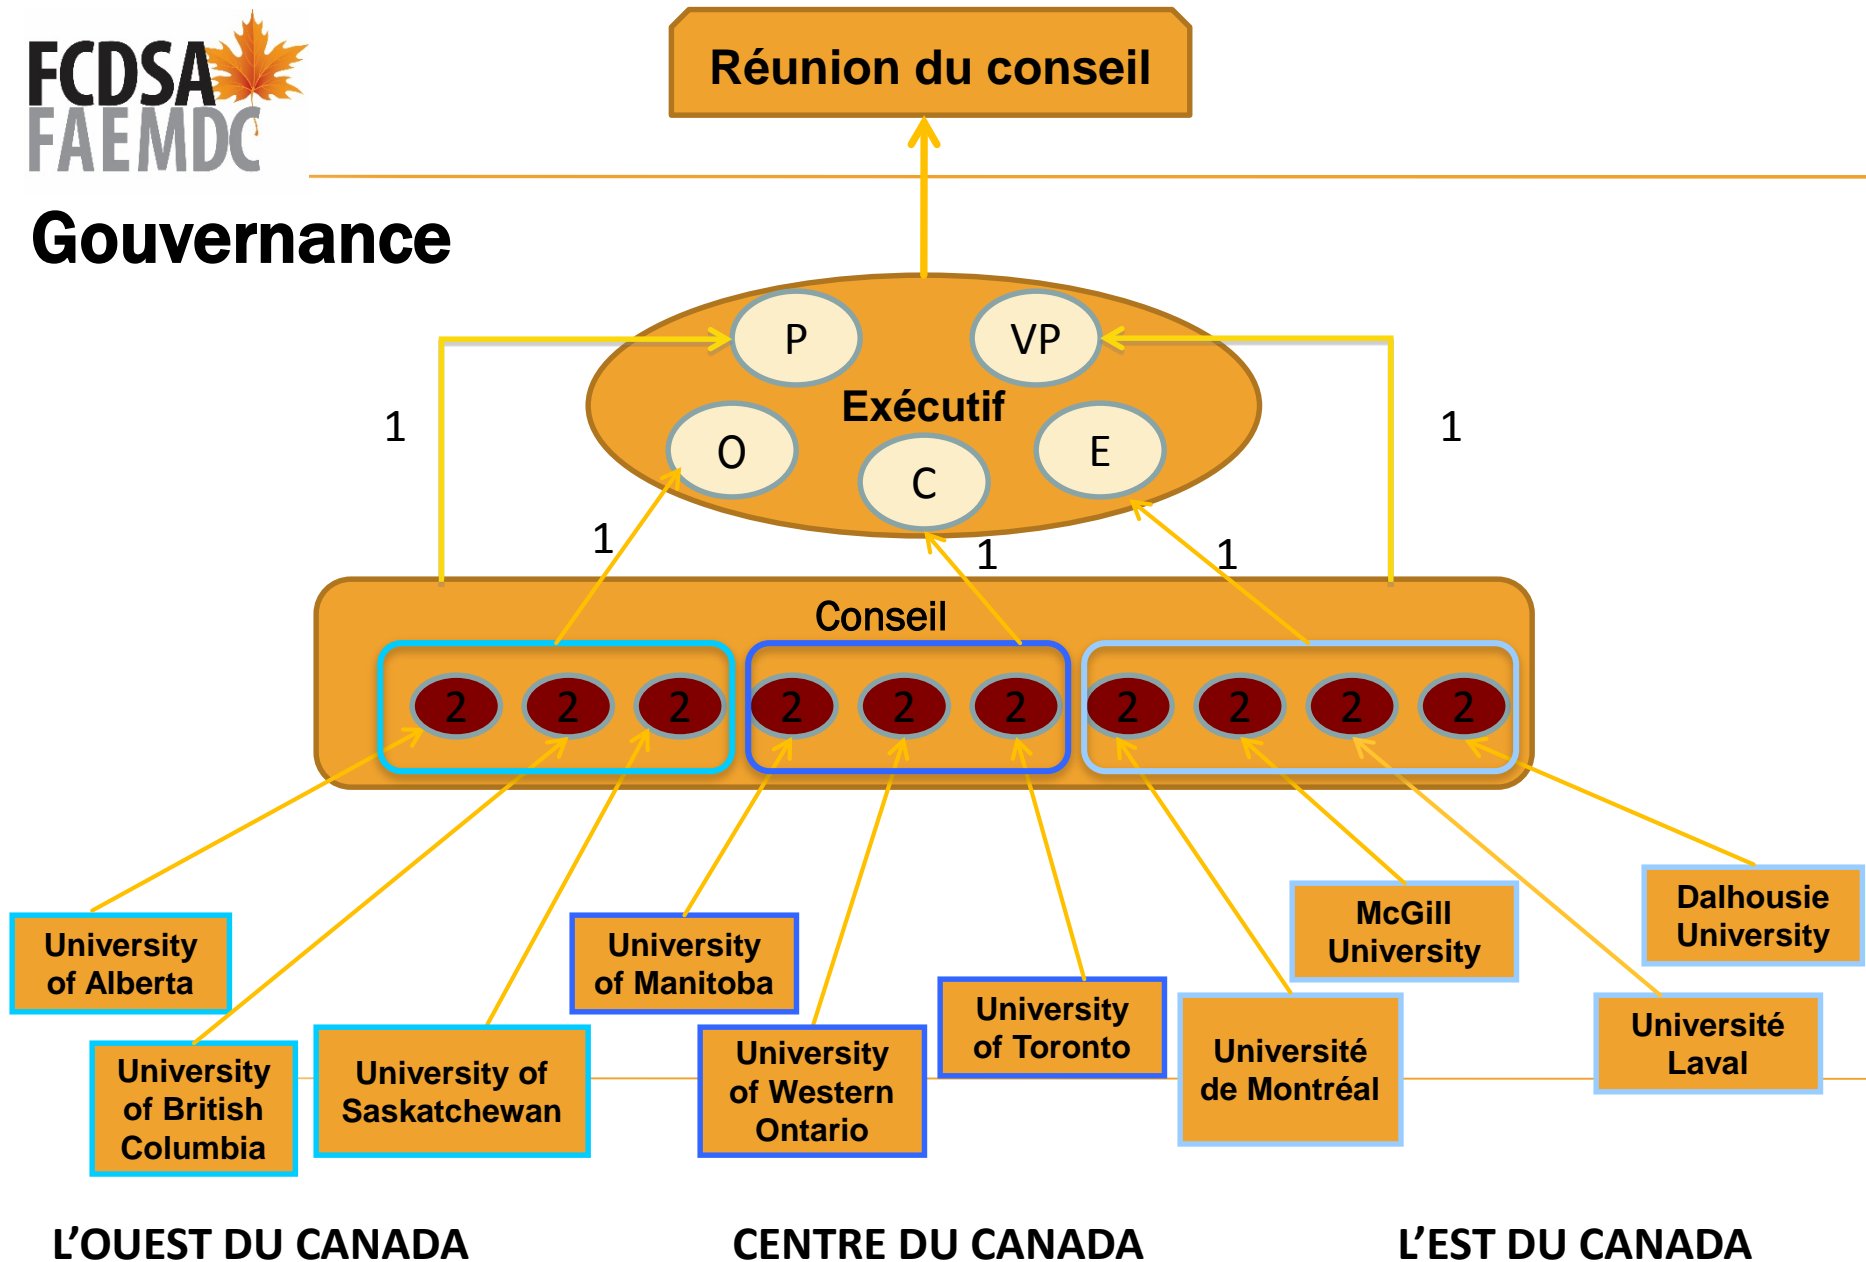 FCDSA
FAEMDC
Réunion du conseil
Gouvernance
P
VP
Exécutif
O
C
E
1
1
1
1
1
Conseil
2 2 2 2 2 2 2 2 2 2
University
of Alberta
University
of British
Columbia
University of
Saskatchewan
University
of Manitoba
University
of Western
Ontario
University
of Toronto
Université
de Montréal
McGill
University
Université
Laval
Dalhousie
University
L’OUEST DU CANADA
CENTRE DU CANADA
L’EST DU CANADA